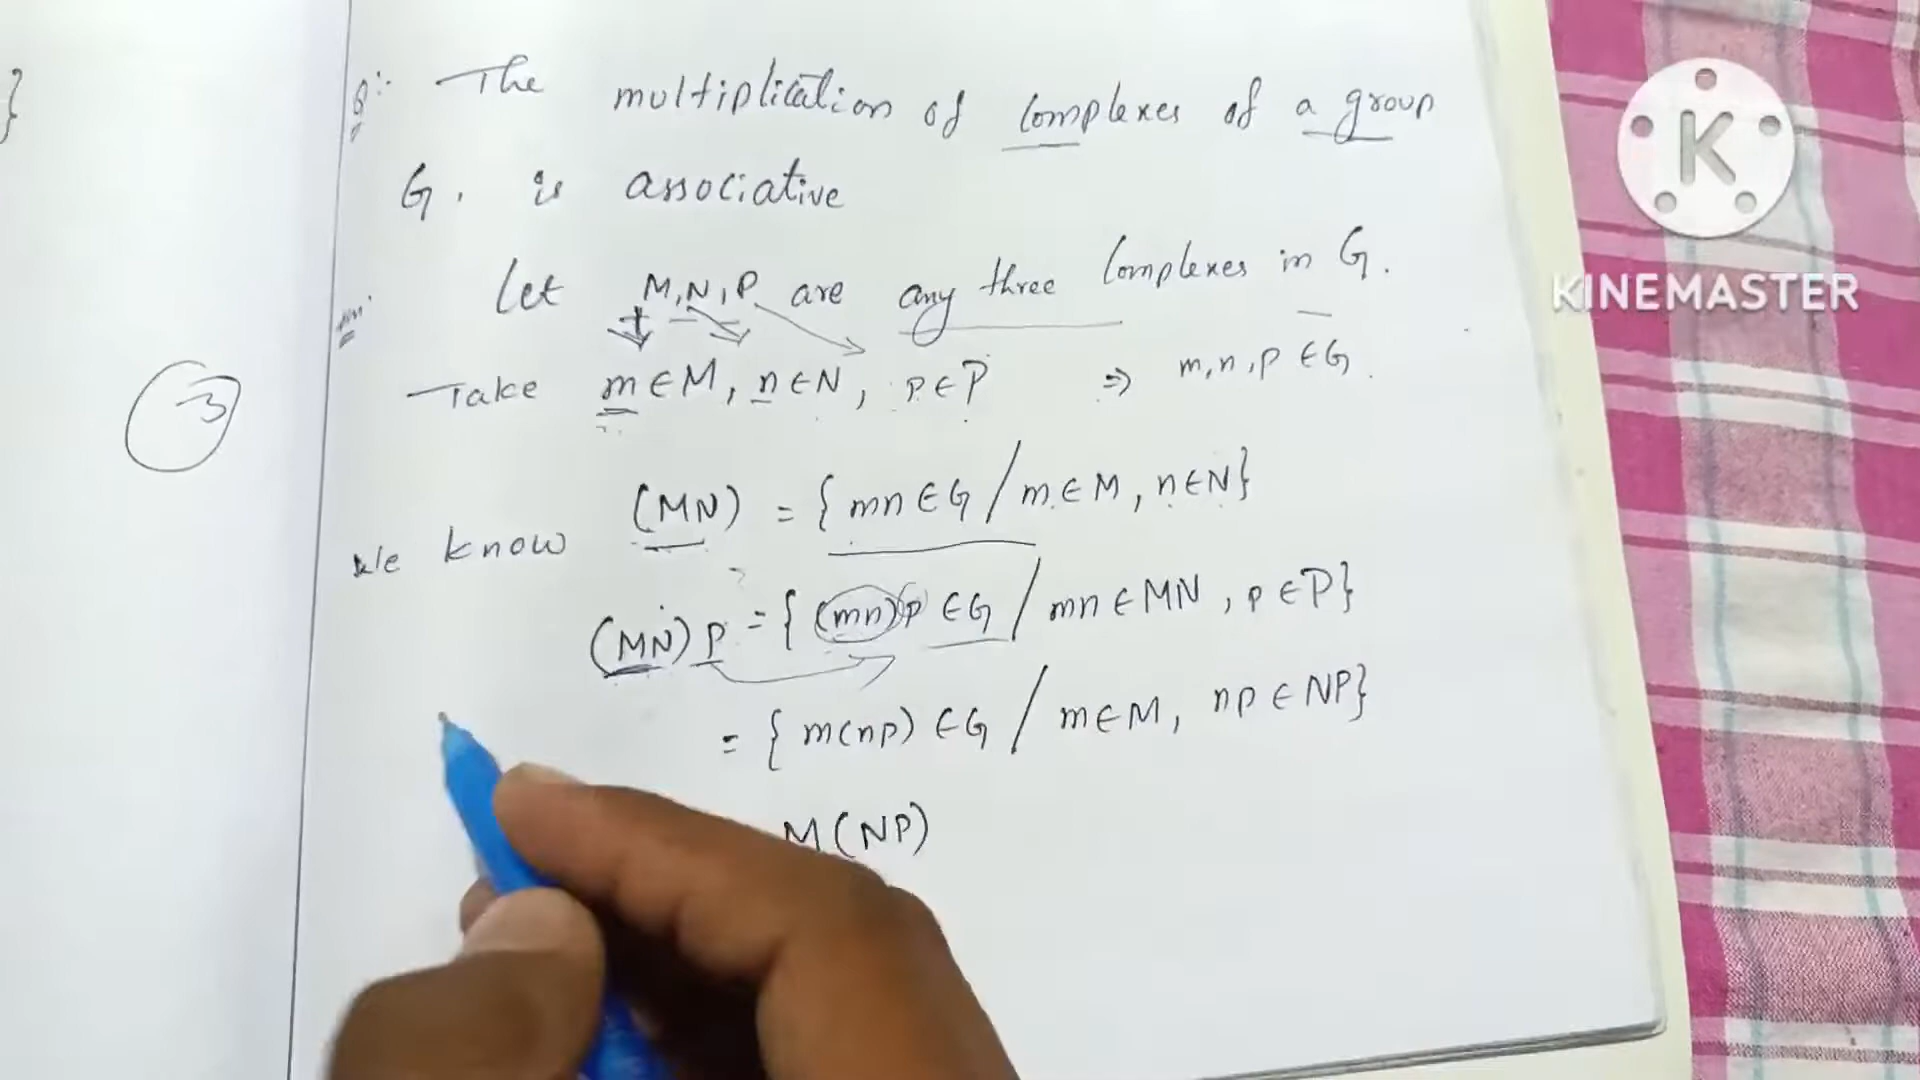 }
The multiplication of complexes of a group
G. is associative
Let M, N, P are any three complexes in G.
Take m ∈ M, n ∈ N, p ∈ P ⇒ m, n, p ∈ G.
3
(MN) = { mn ∈ G / m ∈ M, n ∈ N}
We know
(MN) P = { (mn) p ∈ G / mn ∈ MN, p ∈ P}
= { m(np) ∈ G / m ∈ M, np ∈ NP}
M(NP)
K
KINEMASTER